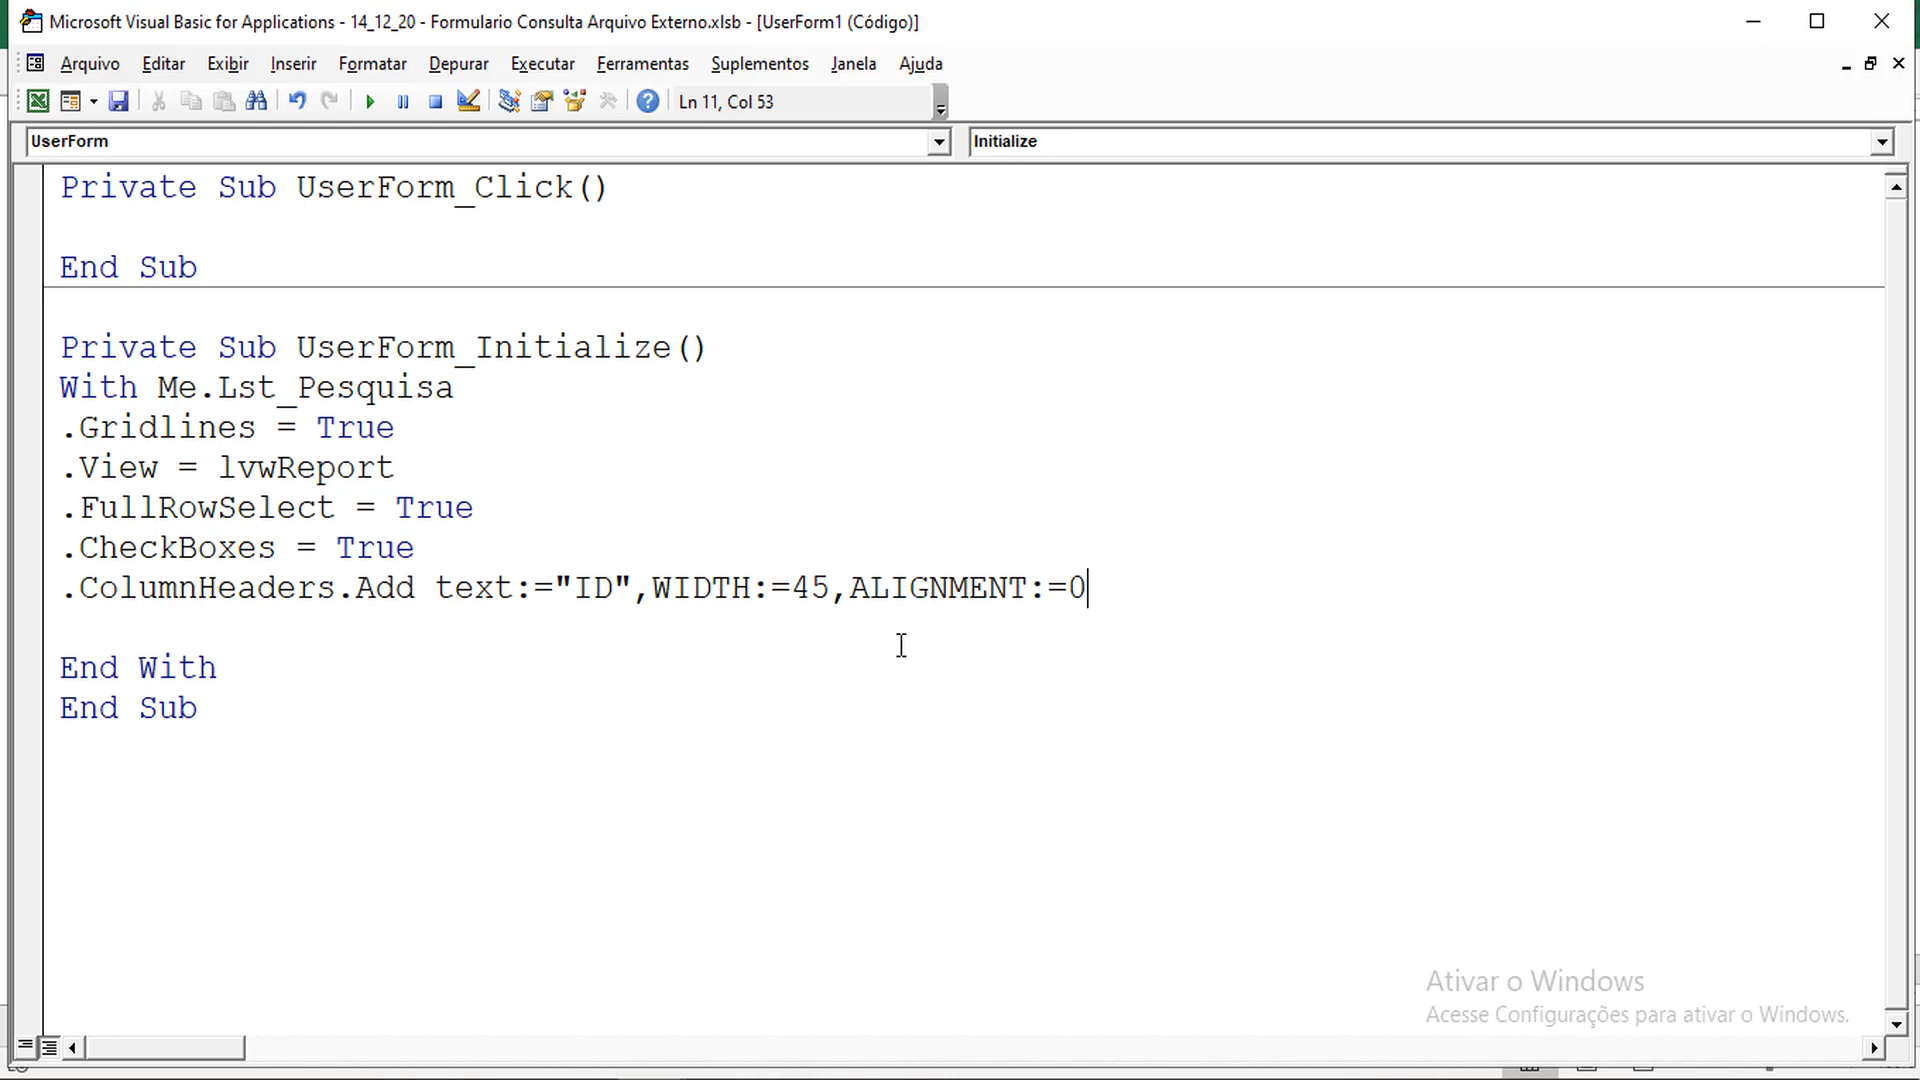 Microsoft Visual Basic for Applications - 14_12_20 - Formulario Consulta Arquivo Externo.xlsb - [UserForm1 (Código)]
Arquivo Editar Exibir Inserir Formatar Depurar Executar Ferramentas Suplementos Janela Ajuda
Ln 11, Col 53
UserForm Initialize
Private Sub UserForm_Click()
End Sub
Private Sub UserForm_Initialize()
With Me.Lst_Pesquisa
.Gridlines = True
.View = lvwReport
.FullRowSelect = True
.CheckBoxes = True
.ColumnHeaders.Add text:="ID",WIDTH:=45,ALIGNMENT:=0
End With
End Sub
Ativar o Windows
Acesse Configurações para ativar o Windows.